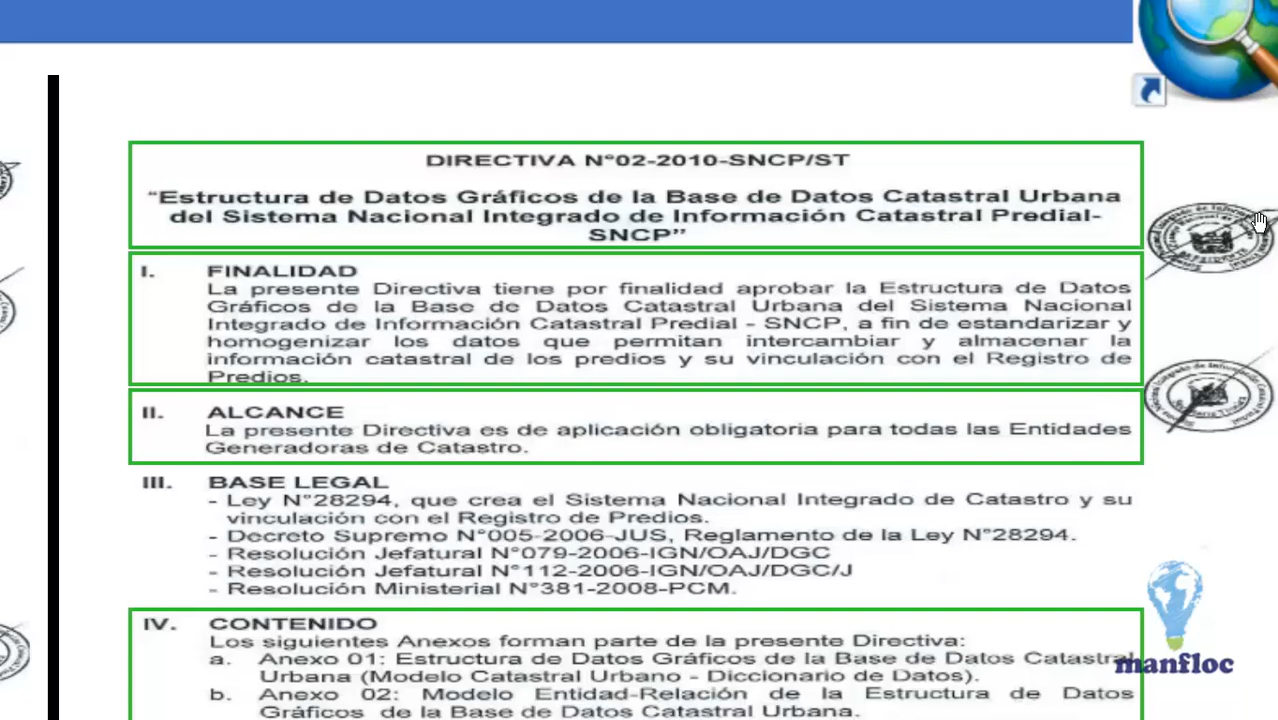 DIRECTIVA N°02-2010-SNCP/ST
“Estructura de Datos Gráficos de la Base de Datos Catastral Urbana
del Sistema Nacional Integrado de Información Catastral Predial-
SNCP”
I. FINALIDAD
La presente Directiva tiene por finalidad aprobar la Estructura de Datos
Gráficos de la Base de Datos Catastral Urbana del Sistema Nacional
Integrado de Información Catastral Predial - SNCP, a fin de estandarizar y
homogenizar los datos que permitan intercambiar y almacenar la
información catastral de los predios y su vinculación con el Registro de
Predios.
II. ALCANCE
La presente Directiva es de aplicación obligatoria para todas las Entidades
Generadoras de Catastro.
III. BASE LEGAL
- Ley N°28294, que crea el Sistema Nacional Integrado de Catastro y su
vinculación con el Registro de Predios.
- Decreto Supremo N°005-2006-JUS, Reglamento de la Ley N°28294.
- Resolución Jefatural N°079-2006-IGN/OAJ/DGC
- Resolución Jefatural N°112-2006-IGN/OAJ/DGC/J
- Resolución Ministerial N°381-2008-PCM.
IV. CONTENIDO
Los siguientes Anexos forman parte de la presente Directiva:
a. Anexo 01: Estructura de Datos Gráficos de la Base de Datos Catastral
Urbana (Modelo Catastral Urbano - Diccionario de Datos).
b. Anexo 02: Modelo Entidad-Relación de la Estructura de Datos
Gráficos de la Base de Datos Catastral Urbana.
manfloc